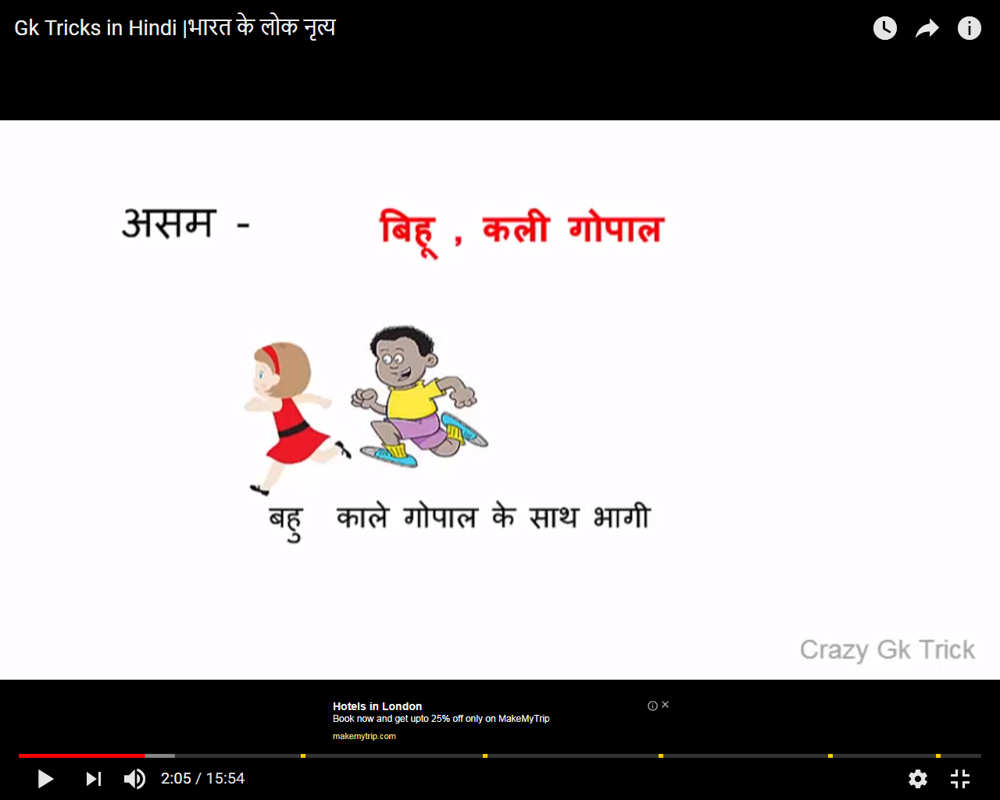 Gk Tricks in Hindi |भारत के लोक नृत्य
असम - बिहू , कली गोपाल
बहु काले गोपाल के साथ भागी
Crazy Gk Trick
Hotels in London
Book now and get upto 25% off only on MakeMyTrip
makemytrip.com
2:05 / 15:54